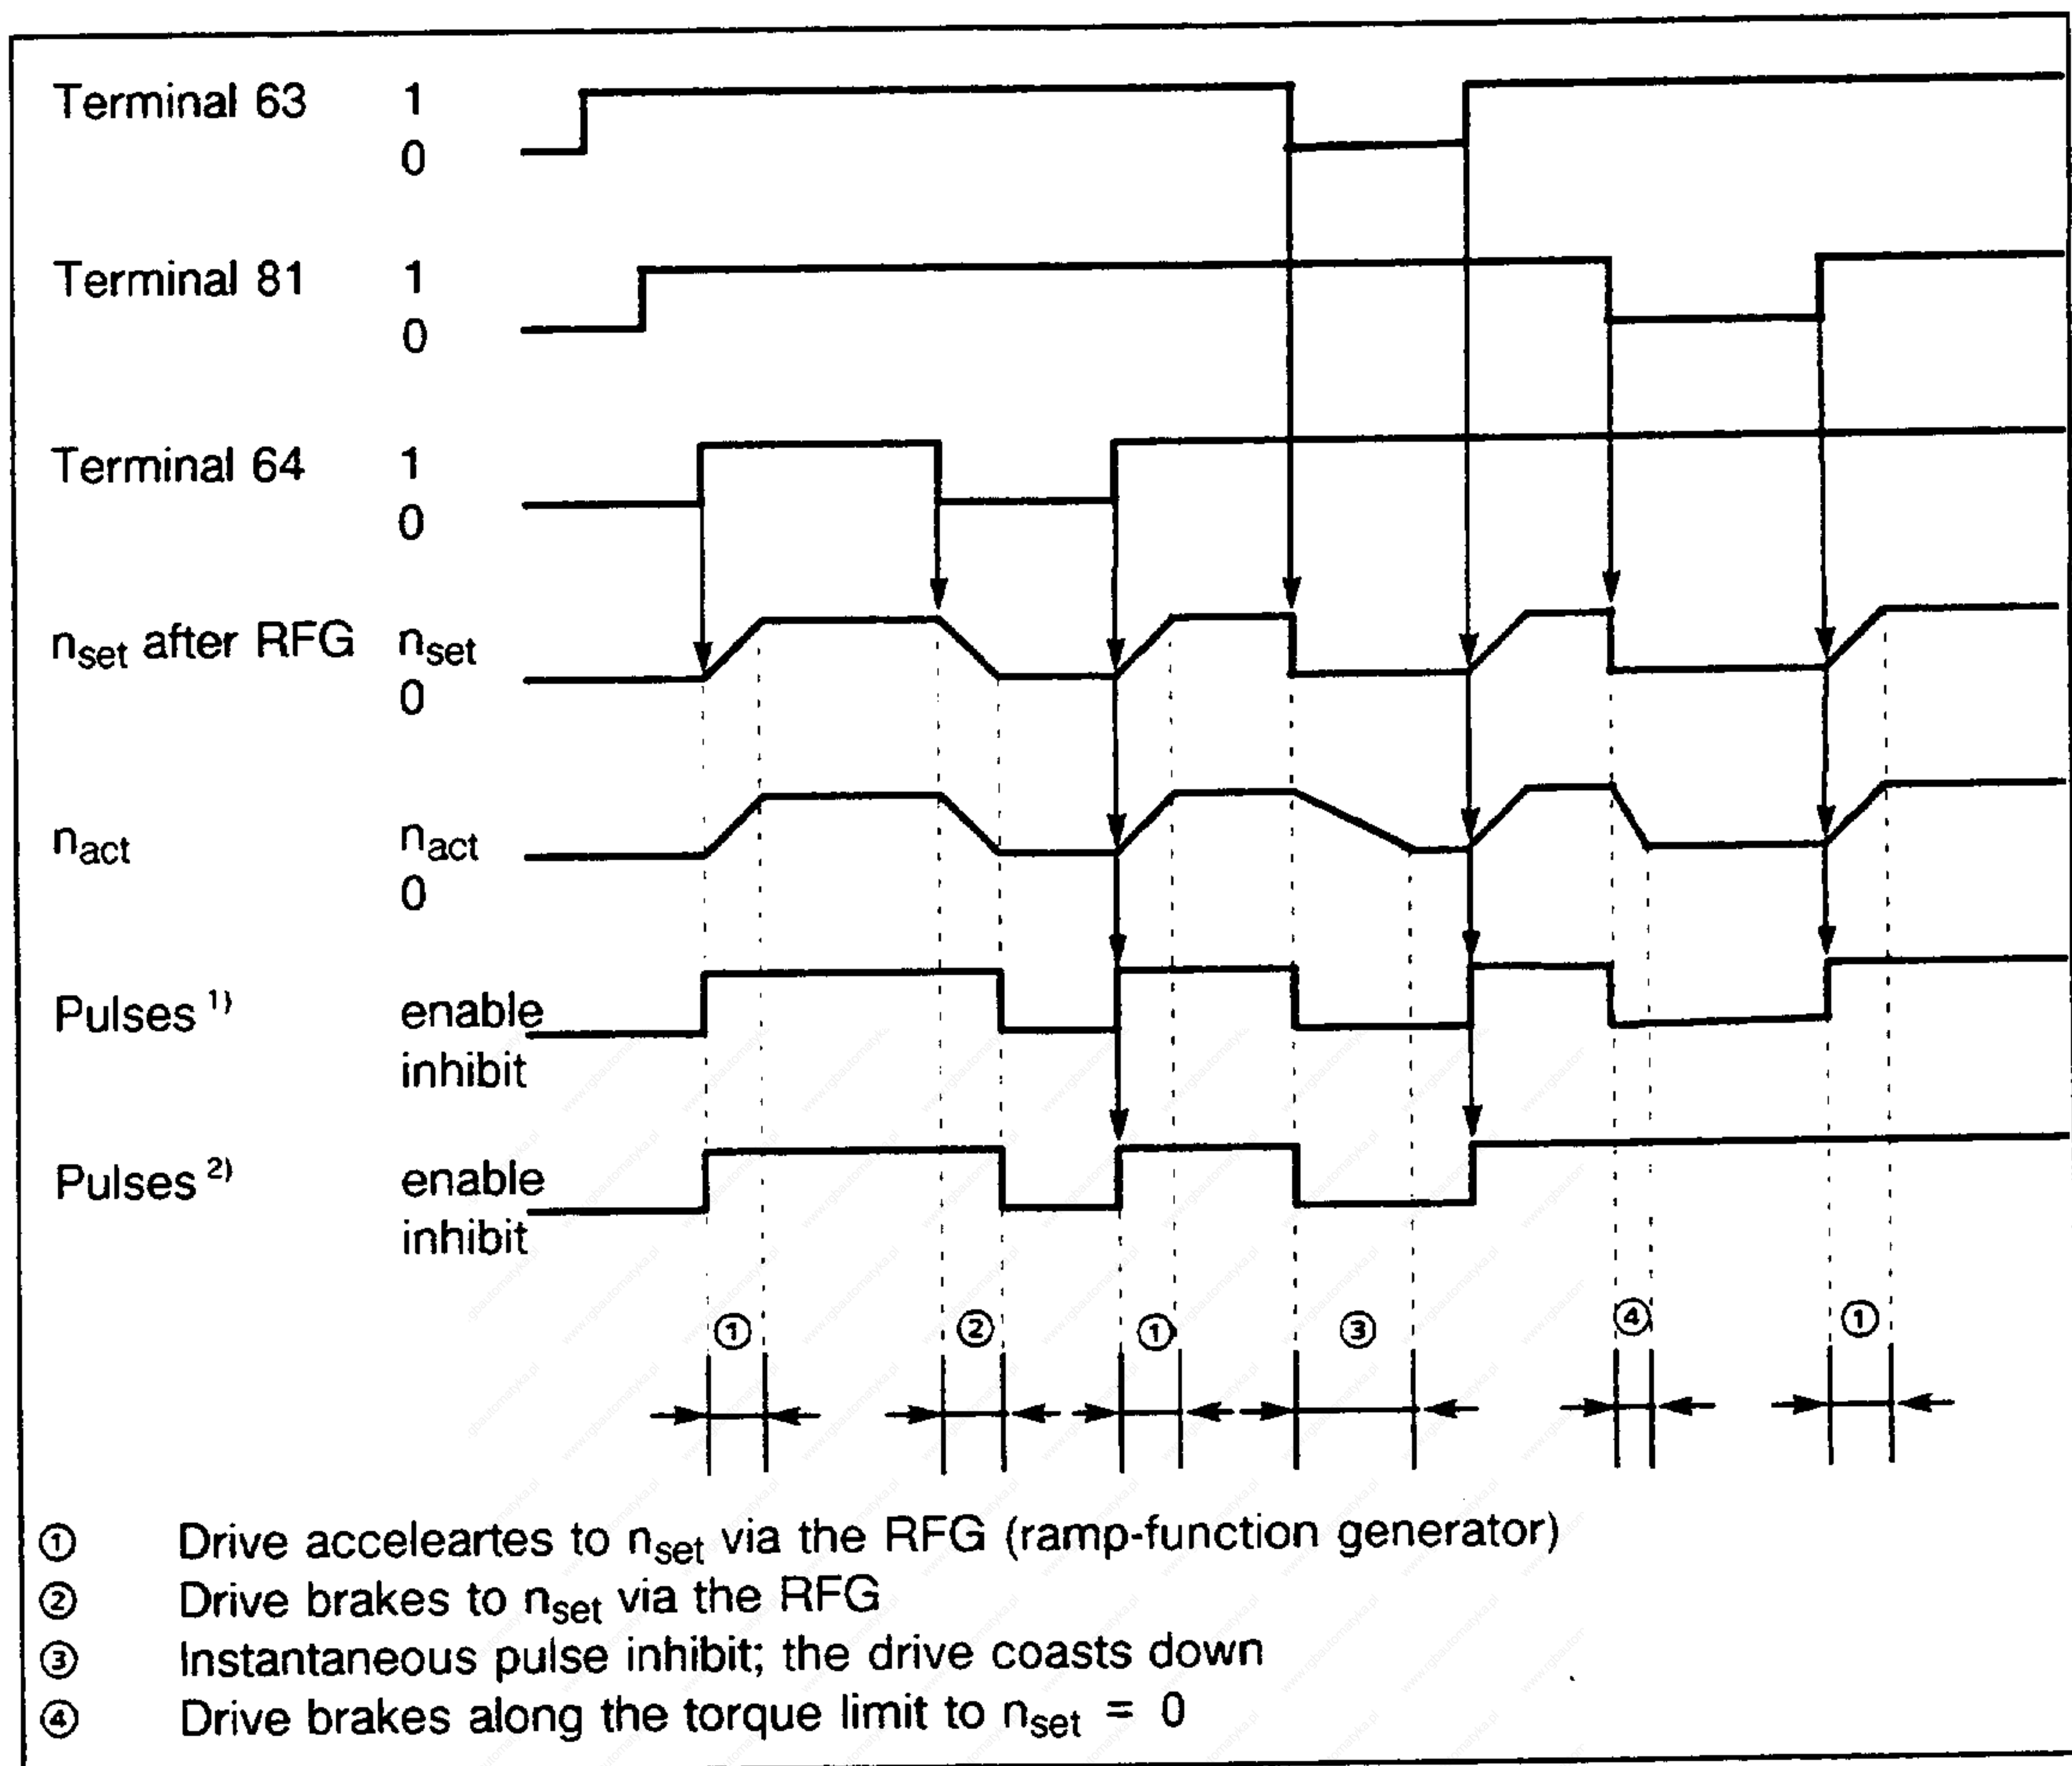 Terminal 63 1
0
Terminal 81 1
0
Terminal 64 1
0
nset after RFG nset
0
nact nact
0
Pulses 1) enable
inhibit
Pulses 2) enable
inhibit
① ② ① ③ ④ ①
① Drive acceleartes to nset via the RFG (ramp-function generator)
② Drive brakes to nset via the RFG
③ Instantaneous pulse inhibit; the drive coasts down
④ Drive brakes along the torque limit to nset = 0
www.rgbautomatyka.pl